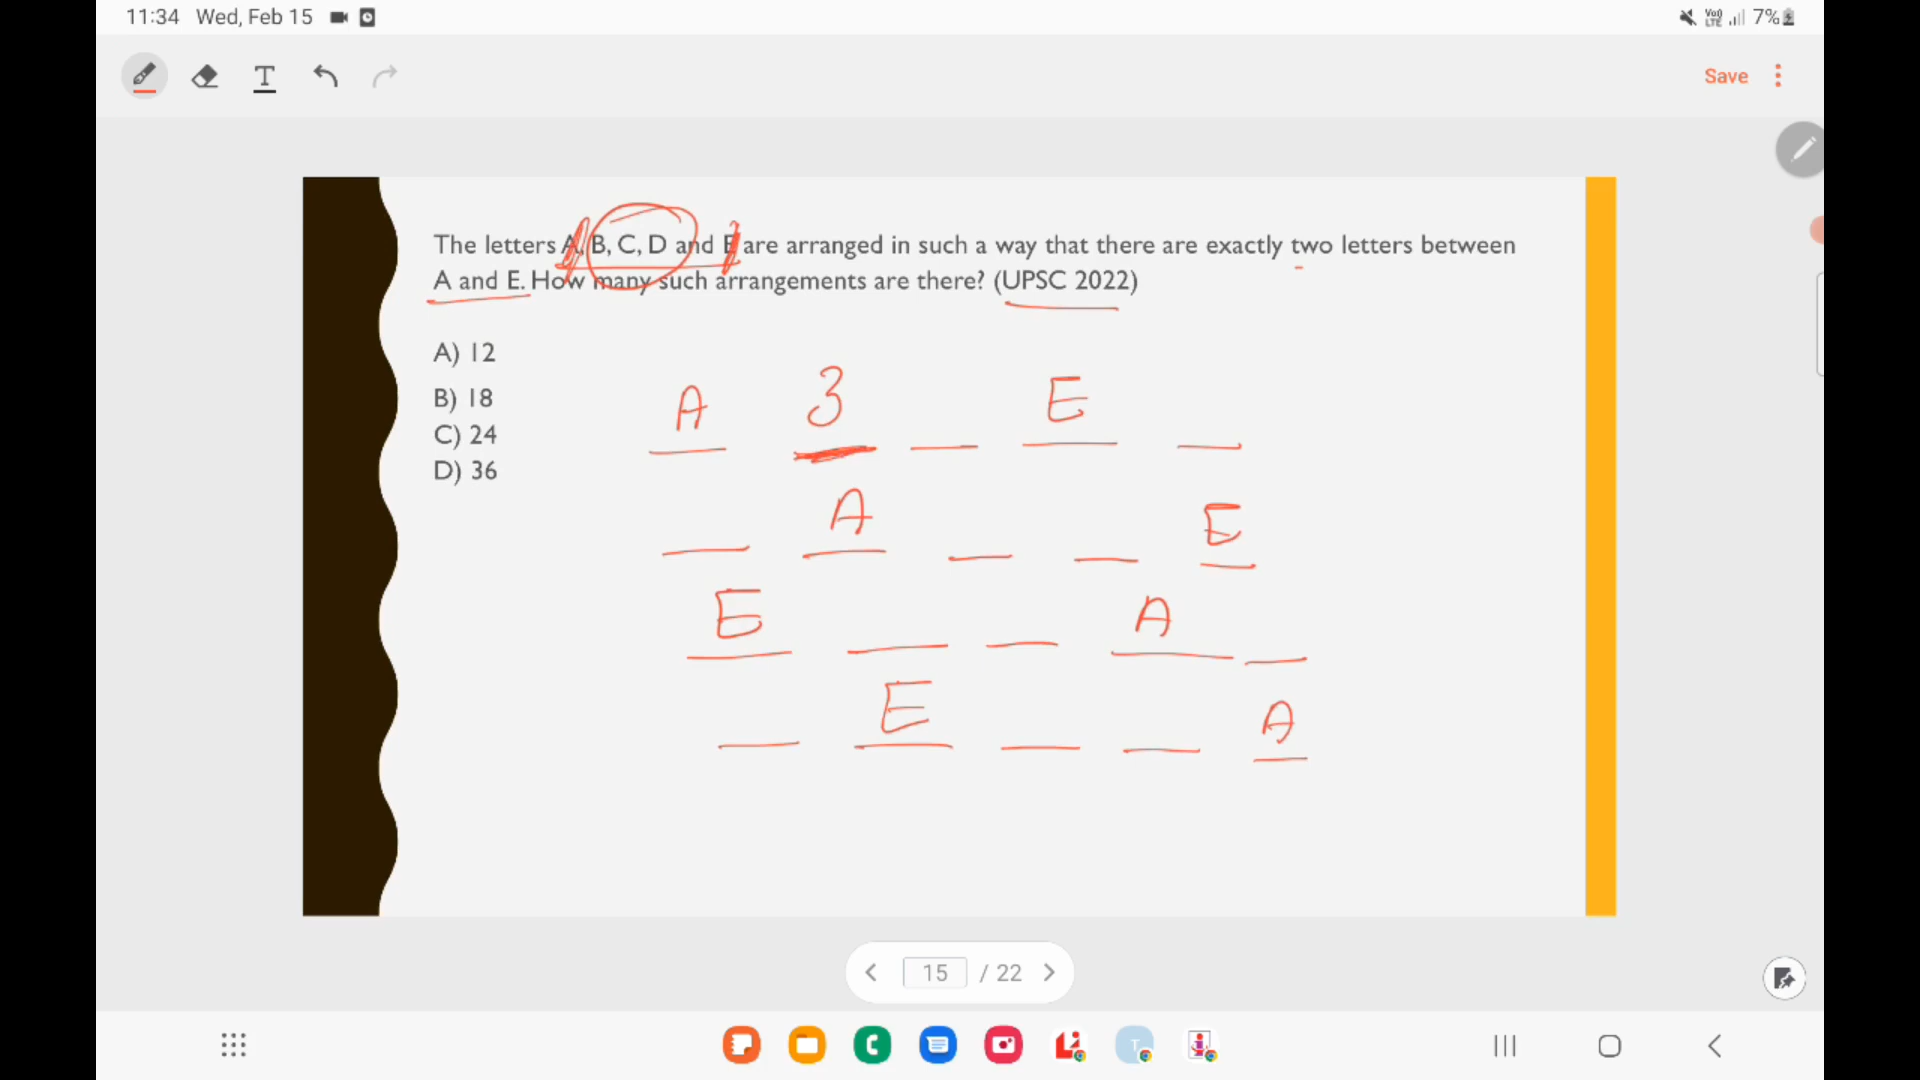 11:34 Wed, Feb 15
Vo) LTE 7%
T Save
The letters A, B, C, D and E are arranged in such a way that there are exactly two letters between
A and E. How many such arrangements are there? (UPSC 2022)
A) 12
B) 18
C) 24
D) 36
A 3 E
A E
E A
E A
15 / 22
T